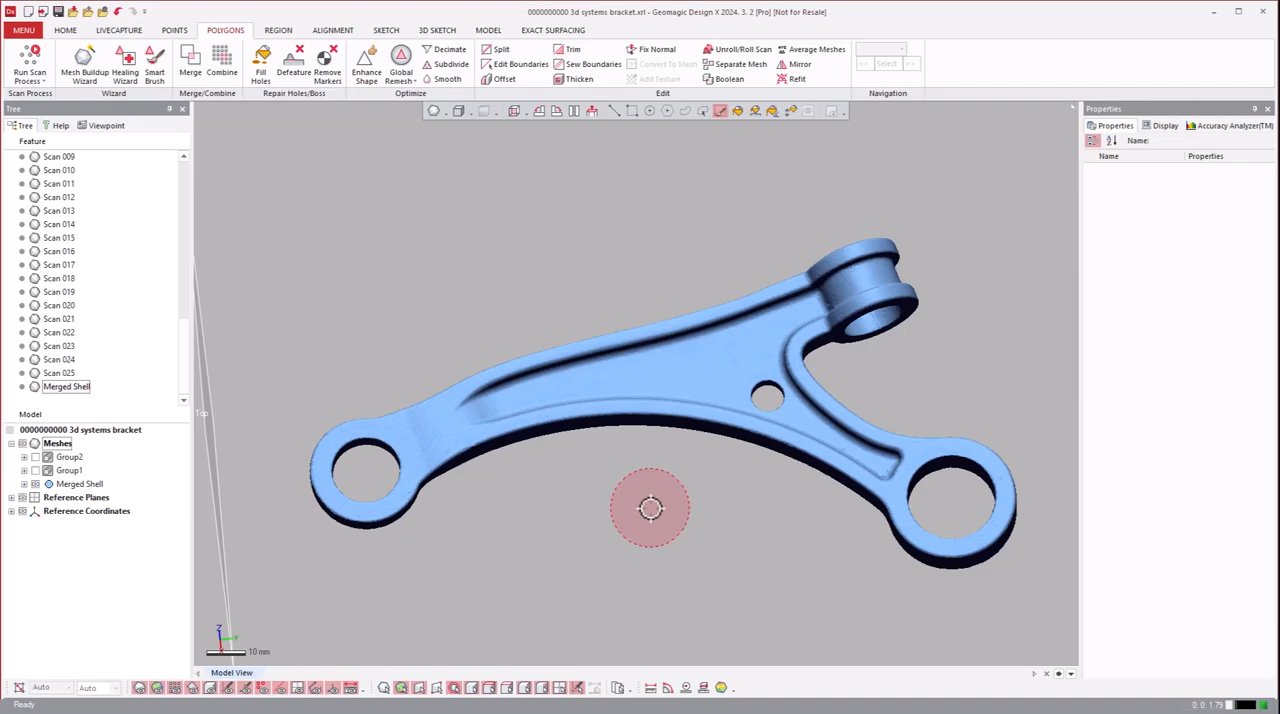 Dx
0000000000 3d systems bracket.xrl - Geomagic Design X 2024. 3. 2 [Pro] [Not for Resale]
MENU HOME LIVECAPTURE POINTS POLYGONS REGION ALIGNMENT SKETCH 3D SKETCH MODEL EXACT SURFACING
Run Scan Process
Mesh Buildup Wizard
Healing Wizard
Smart Brush
Merge
Combine
Fill Holes
Defeature
Remove Markers
Enhance Shape
Global Remesh
Decimate
Subdivide
Smooth
Split
Edit Boundaries
Offset
Trim
Sew Boundaries
Thicken
Fix Normal
Convert To Mesh
Add Texture
Unroll/Roll Scan
Separate Mesh
Boolean
Average Meshes
Mirror
Refit
<< Select >>
Scan Process Wizard Merge/Combine Repair Holes/Boss Optimize Edit Navigation
Tree
Tree Help Viewpoint
Feature
Scan 009
Scan 010
Scan 011
Scan 012
Scan 013
Scan 014
Scan 015
Scan 016
Scan 017
Scan 018
Scan 019
Scan 020
Scan 021
Scan 022
Scan 023
Scan 024
Scan 025
Merged Shell
Model
0000000000 3d systems bracket
Meshes
Group2
Group1
Merged Shell
Reference Planes
Reference Coordinates
Top
Z
Y
10 mm
Model View
Properties
Properties Display Accuracy Analyzer(TM)
Name:
Name Properties
Auto Auto
Ready
0: 0: 1.79